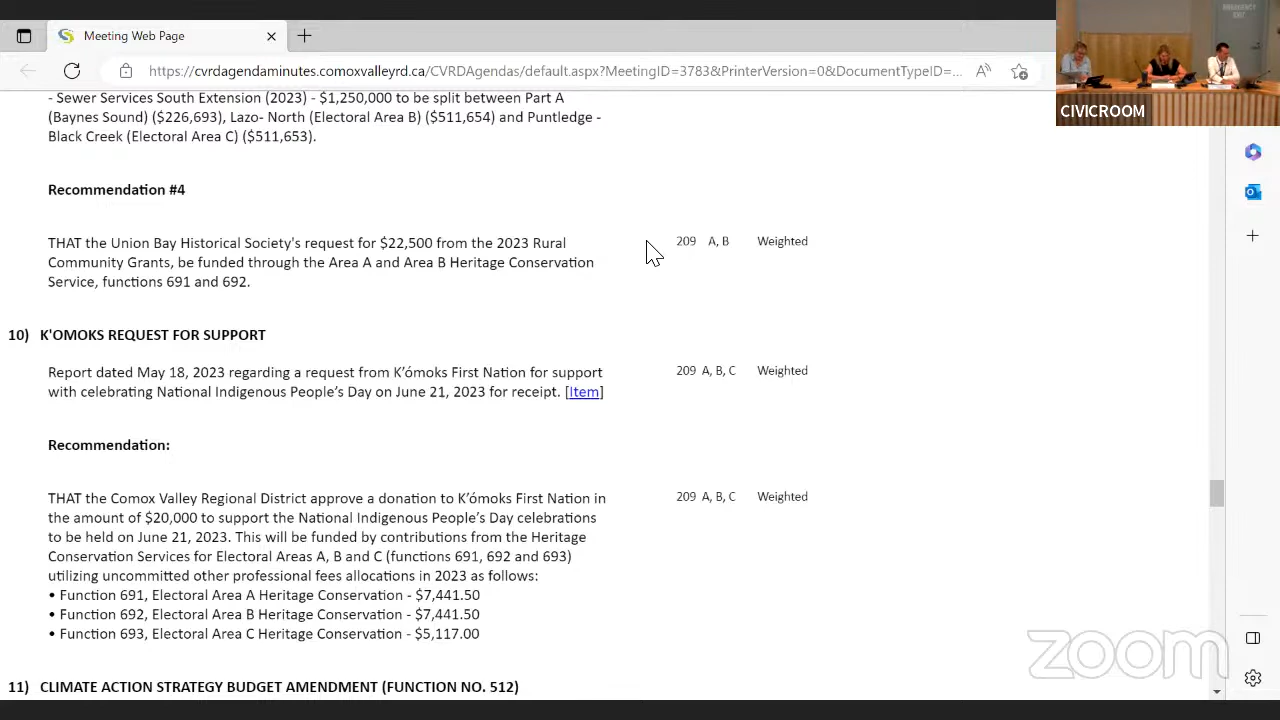 Meeting Web Page
https://cvrdagendaminutes.comoxvalleyrd.ca/CVRDAgendas/default.aspx?MeetingID=3783&PrinterVersion=0&DocumentTypeID=...
CIVICROOM
- Sewer Services South Extension (2023) - $1,250,000 to be split between Part A
(Baynes Sound) ($226,693), Lazo- North (Electoral Area B) ($511,654) and Puntledge -
Black Creek (Electoral Area C) ($511,653).
Recommendation #4
THAT the Union Bay Historical Society's request for $22,500 from the 2023 Rural 209 A, B Weighted
Community Grants, be funded through the Area A and Area B Heritage Conservation
Service, functions 691 and 692.
10) K'OMOKS REQUEST FOR SUPPORT
Report dated May 18, 2023 regarding a request from K’ómoks First Nation for support 209 A, B, C Weighted
with celebrating National Indigenous People’s Day on June 21, 2023 for receipt. [Item]
Recommendation:
THAT the Comox Valley Regional District approve a donation to K’ómoks First Nation in 209 A, B, C Weighted
the amount of $20,000 to support the National Indigenous People’s Day celebrations
to be held on June 21, 2023. This will be funded by contributions from the Heritage
Conservation Services for Electoral Areas A, B and C (functions 691, 692 and 693)
utilizing uncommitted other professional fees allocations in 2023 as follows:
• Function 691, Electoral Area A Heritage Conservation - $7,441.50
• Function 692, Electoral Area B Heritage Conservation - $7,441.50
• Function 693, Electoral Area C Heritage Conservation - $5,117.00
zoom
11) CLIMATE ACTION STRATEGY BUDGET AMENDMENT (FUNCTION NO. 512)